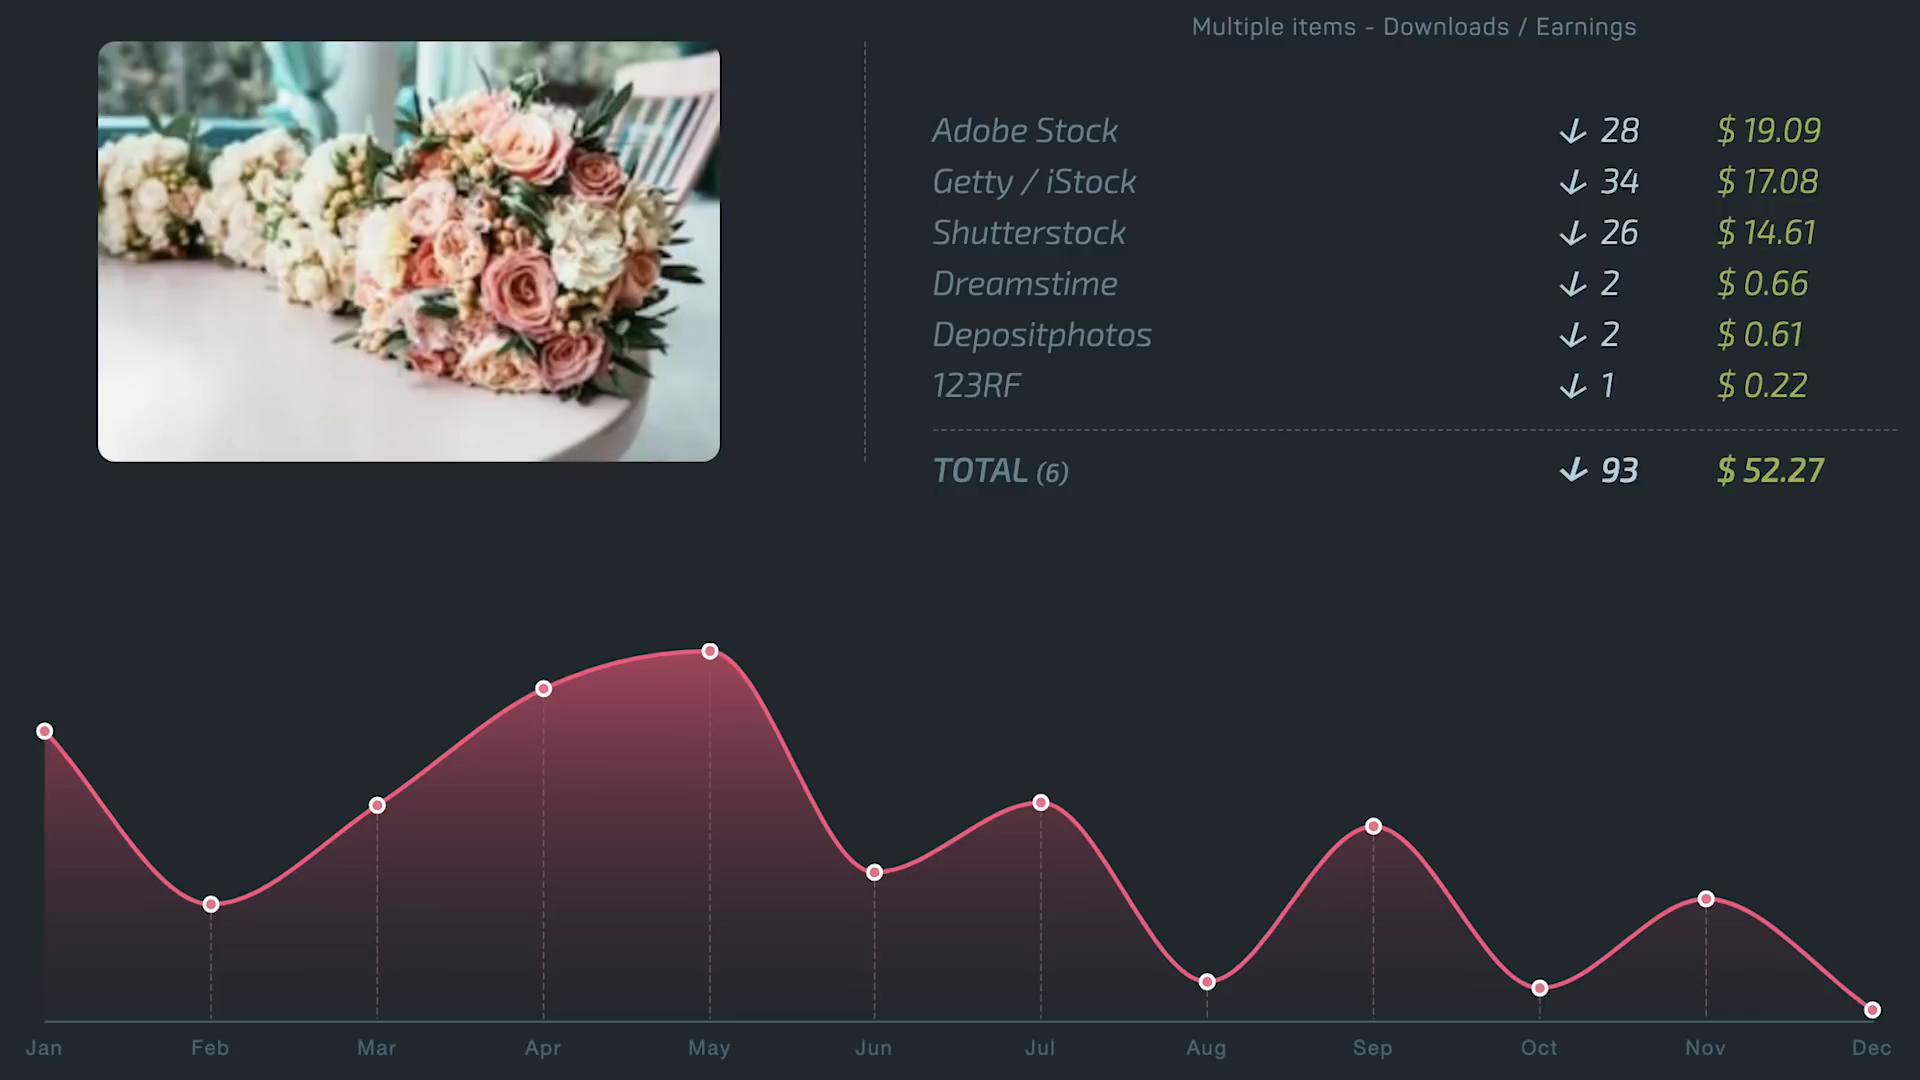 Multiple items - Downloads / Earnings
Adobe Stock ↓ 28 $ 19.09
Getty / iStock ↓ 34 $ 17.08
Shutterstock ↓ 26 $ 14.61
Dreamstime ↓ 2 $ 0.66
Depositphotos ↓ 2 $ 0.61
123RF ↓ 1 $ 0.22
TOTAL (6) ↓ 93 $ 52.27
Jan Feb Mar Apr May Jun Jul Aug Sep Oct Nov Dec